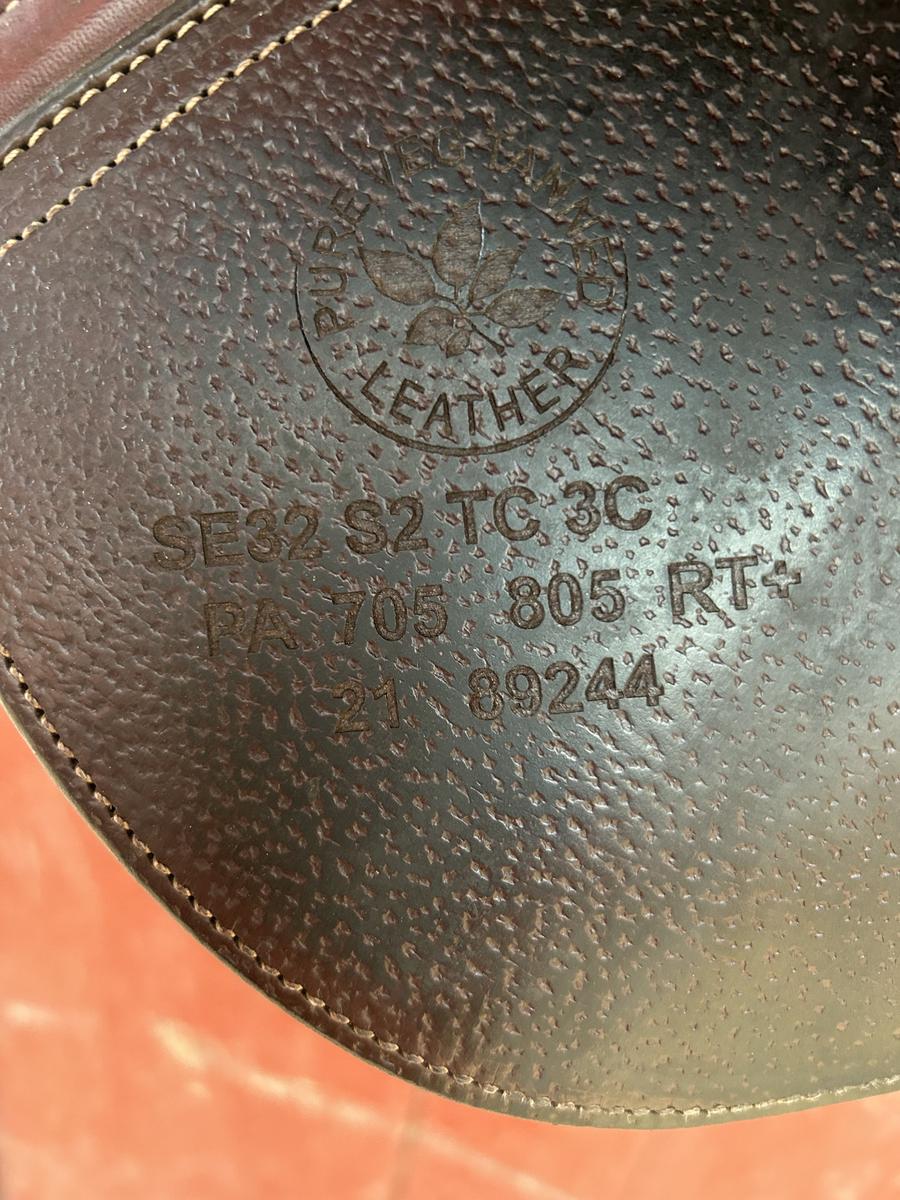 PURE VEG TANNED
LEATHER
SE32 S2 TC 3C
PA 705 805 RT+
21 89244